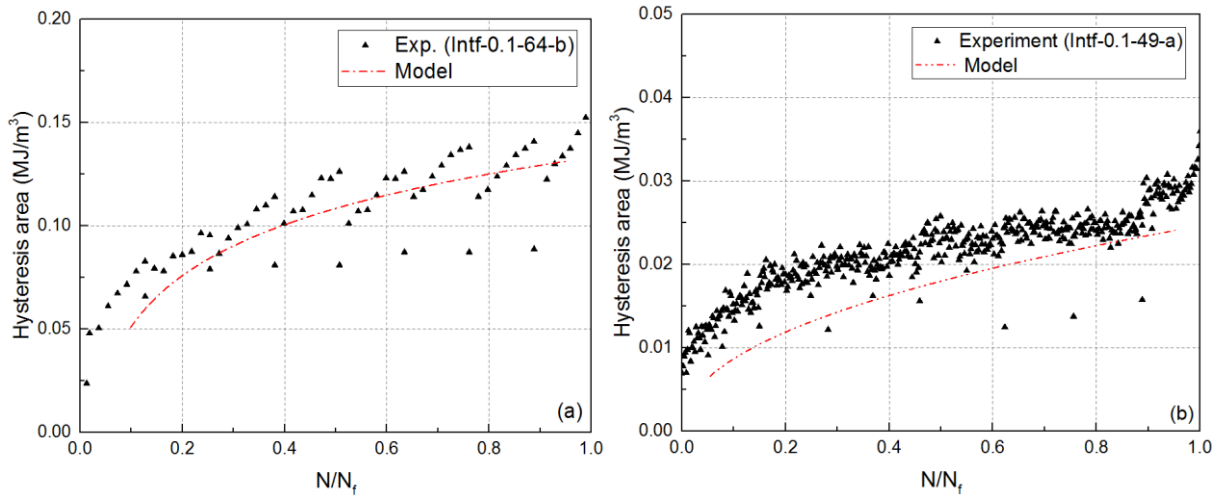 0.20
Exp. (Intf-0.1-64-b)
Model
0.15
0.10
0.05
0.00
Hysteresis area (MJ/m³)
(a)
0.0 0.2 0.4 0.6 0.8 1.0
N/Nf
0.05
Experiment (Intf-0.1-49-a)
Model
0.04
0.03
0.02
0.01
0.00
Hysteresis area (MJ/m³)
(b)
0.0 0.2 0.4 0.6 0.8 1.0
N/Nf